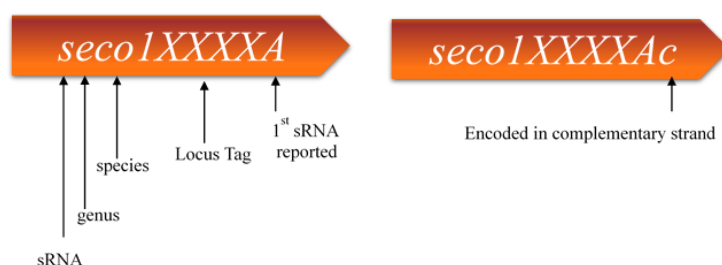 seco1XXXXA
seco1XXXXAc
1st sRNA
reported
Encoded in complementary strand
Locus Tag
species
genus
sRNA